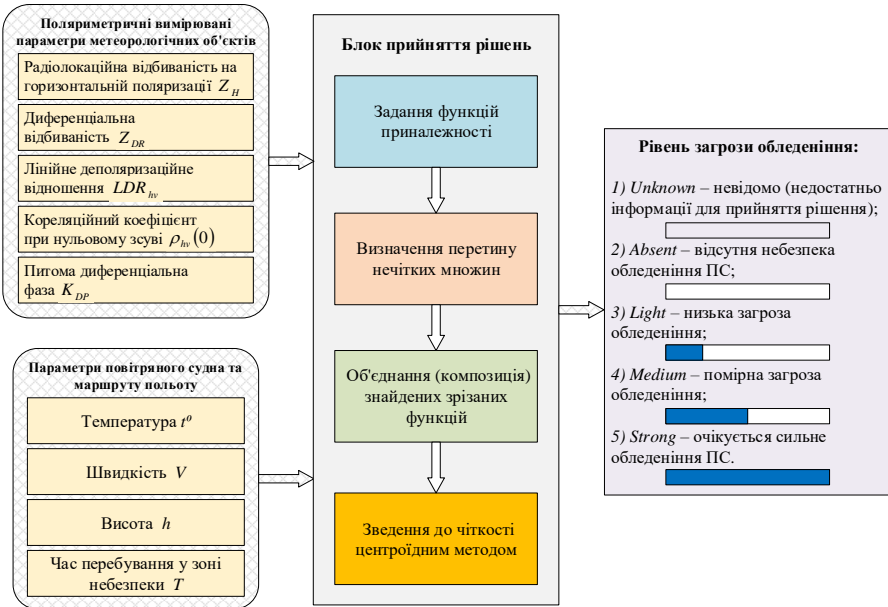 Поляриметричні вимірювані
параметри метеорологічних об'єктів
Радіолокаційна відбиваність на
горизонтальній поляризації Z_H
Диференціальна
відбиваність Z_DR
Лінійне деполяризаційне
відношення LDR_hv
Кореляційний коефіцієнт
при нульовому зсуві ρ_hv(0)
Питома диференціальна
фаза K_DP
Параметри повітряного судна та
маршруту польоту
Температура tº
Швидкість V
Висота h
Час перебування у зоні
небезпеки T
Блок прийняття рішень
Задання функцій
приналежності
Визначення перетину
нечітких множин
Об'єднання (композиція)
знайдених зрізаних
функцій
Зведення до чіткості
центроїдним методом
Рівень загрози обледеніння:
1) Unknown – невідомо (недостатньо
інформації для прийняття рішення);
2) Absent – відсутня небезпека
обледеніння ПС;
3) Light – низька загроза
обледеніння;
4) Medium – помірна загроза
обледеніння;
5) Strong – очікується сильне
обледеніння ПС.